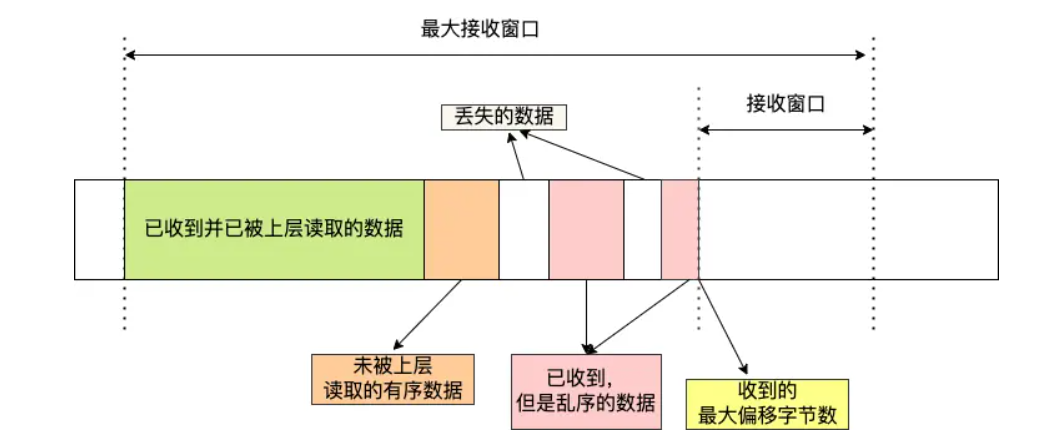 最大接收窗口
接收窗口
丢失的数据
已收到并已被上层读取的数据
未被上层
读取的有序数据
已收到，
但是乱序的数据
收到的
最大偏移字节数